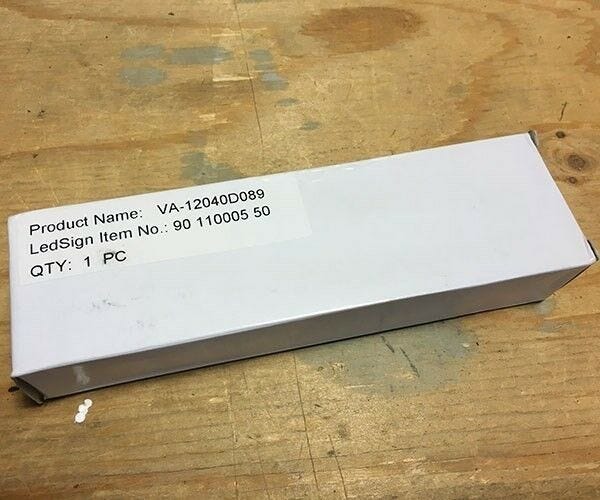 Product Name: VA-12040D089
LedSign Item No.: 90 110005 50
QTY: 1 PC